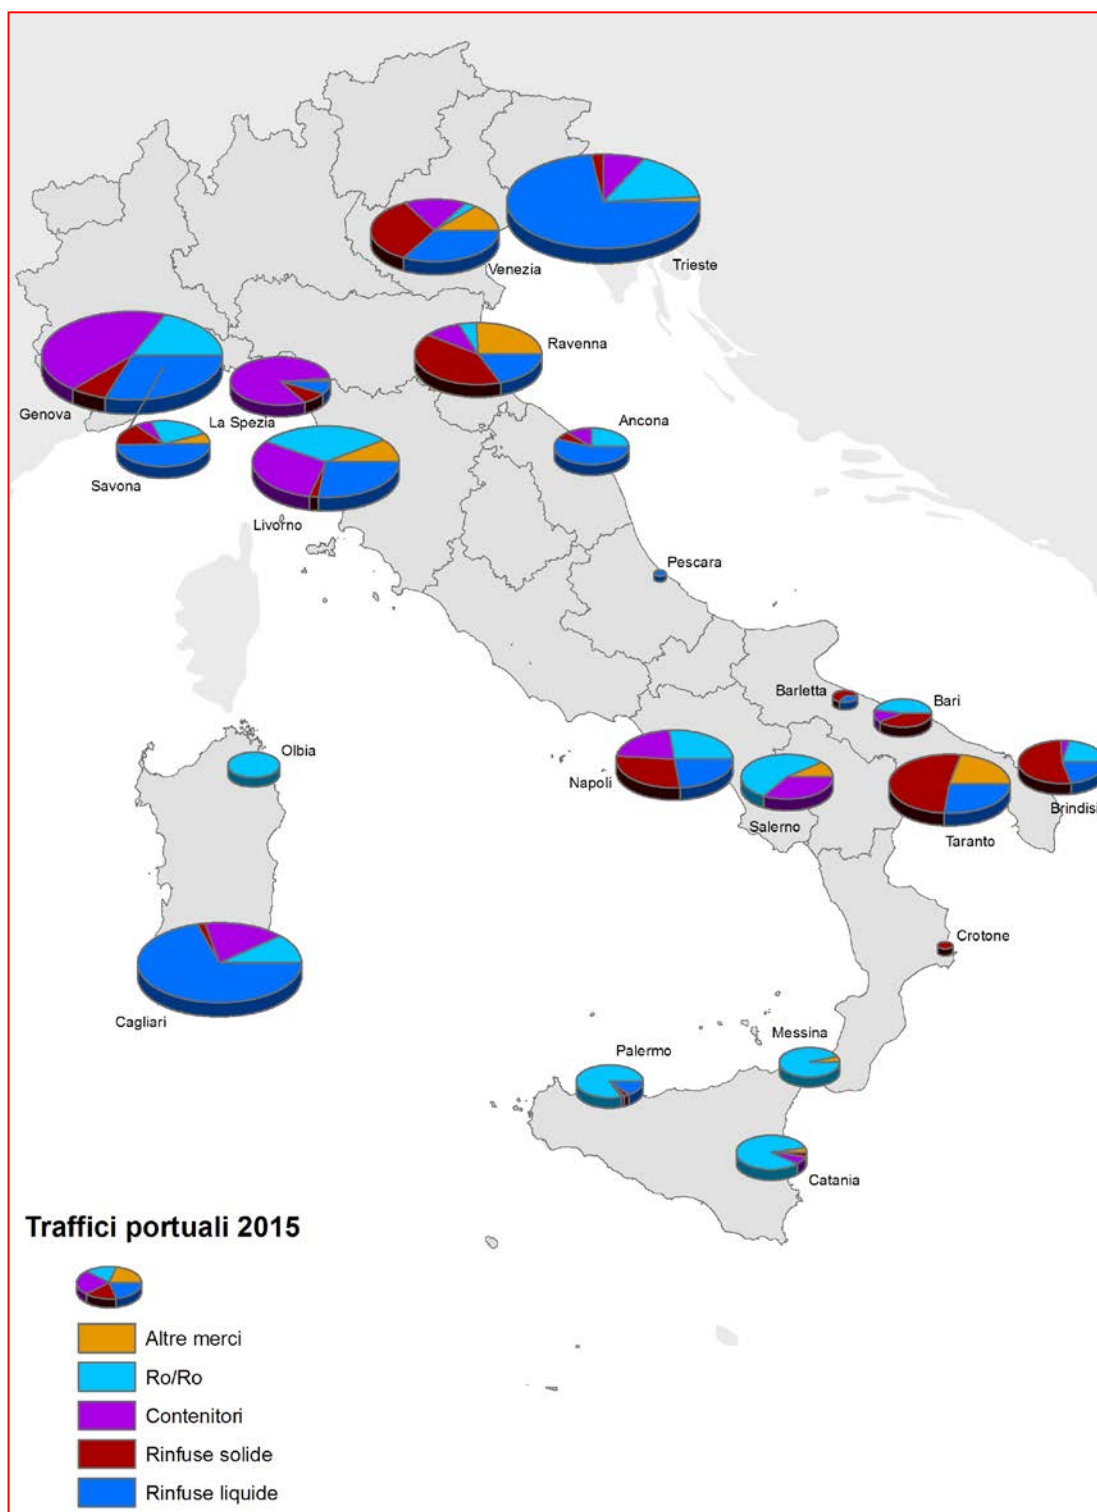 Trieste
Venezia
Ravenna
Genova
La Spezia
Savona
Livorno
Ancona
Pescara
Barletta
Bari
Olbia
Napoli
Salerno
Taranto
Brindisi
Cagliari
Crotone
Messina
Palermo
Catania
Traffici portuali 2015
Altre merci
Ro/Ro
Contenitori
Rinfuse solide
Rinfuse liquide